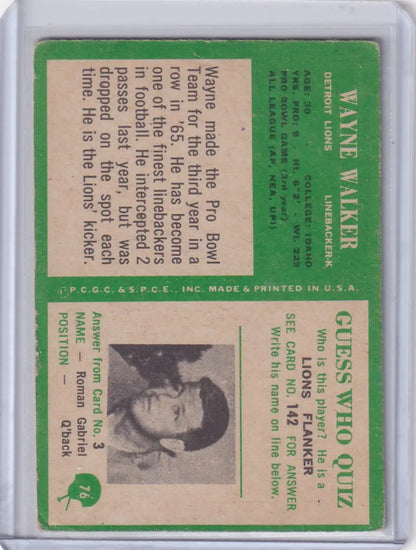 WAYNE WALKER
DETROIT LIONS LINEBACKER-K
AGE: 30 COLLEGE: IDAHO
YRS. PRO: 9 · Ht. 6'2" · Wt. 225
PRO BOWL GAME (3rd year)
ALL LEAGUE (AP, NEA, UPI)
Wayne made the Pro Bowl
Team for the third year in a
row in '65. He has become
one of the finest linebackers
in football. He intercepted 2
passes last year, but was
dropped on the spot each
time. He is the Lions' kicker.
P.C.G.C. & S.P.C.E., INC. MADE & PRINTED IN U.S.A.
GUESS WHO QUIZ
Who is this player? He is a
LIONS FLANKER
SEE CARD NO. 142 FOR ANSWER
Write his name on line below.
Answer from Card No. 3
NAME — Roman Gabriel
POSITION — Q'back
76